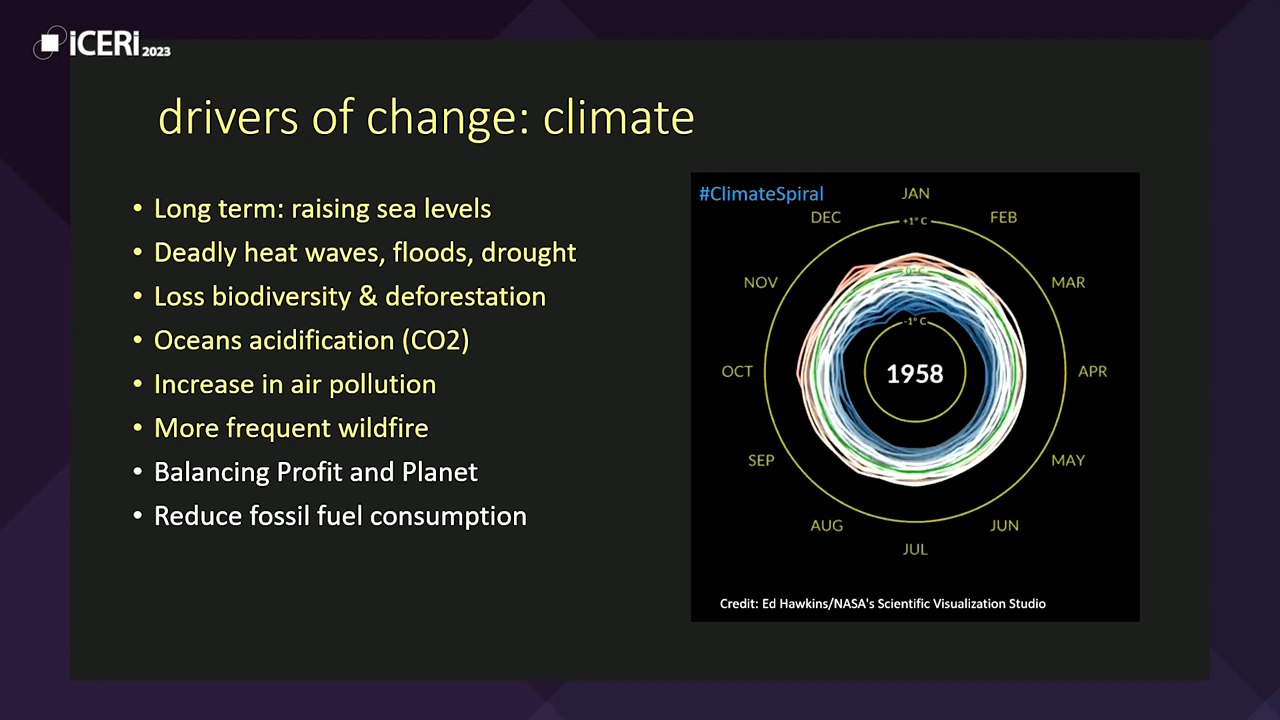 iCERi 2023
drivers of change: climate
• Long term: raising sea levels
• Deadly heat waves, floods, drought
• Loss biodiversity & deforestation
• Oceans acidification (CO2)
• Increase in air pollution
• More frequent wildfire
• Balancing Profit and Planet
• Reduce fossil fuel consumption
#ClimateSpiral
JAN
FEB
MAR
APR
MAY
JUN
JUL
AUG
SEP
OCT
NOV
DEC
+1° C
0° C
-1° C
1958
Credit: Ed Hawkins/NASA's Scientific Visualization Studio